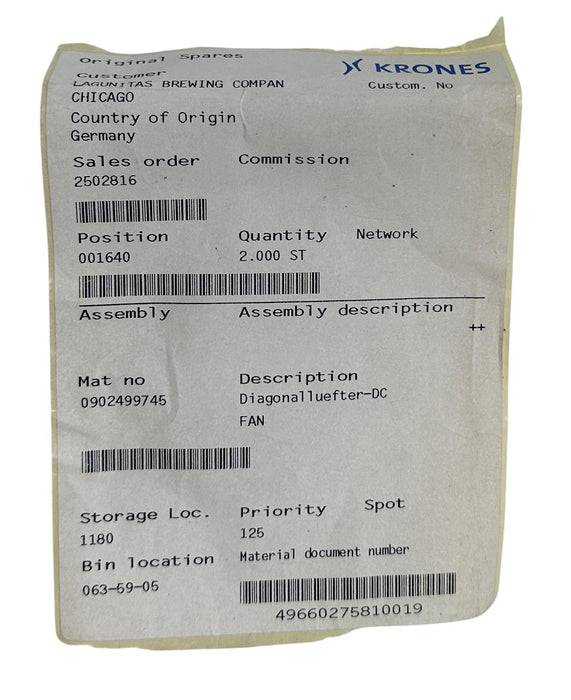 Original Spares
KRONES
Customer
Custom. No
LAGUNITAS BREWING COMPAN
CHICAGO
Country of Origin
Germany
Sales order Commission
2502816
Position Quantity Network
001640 2.000 ST
Assembly Assembly description
++
Mat no Description
0902499745 Diagonalluefter-DC
FAN
Storage Loc. Priority Spot
1180 125
Bin location Material document number
063-59-05
49660275810019